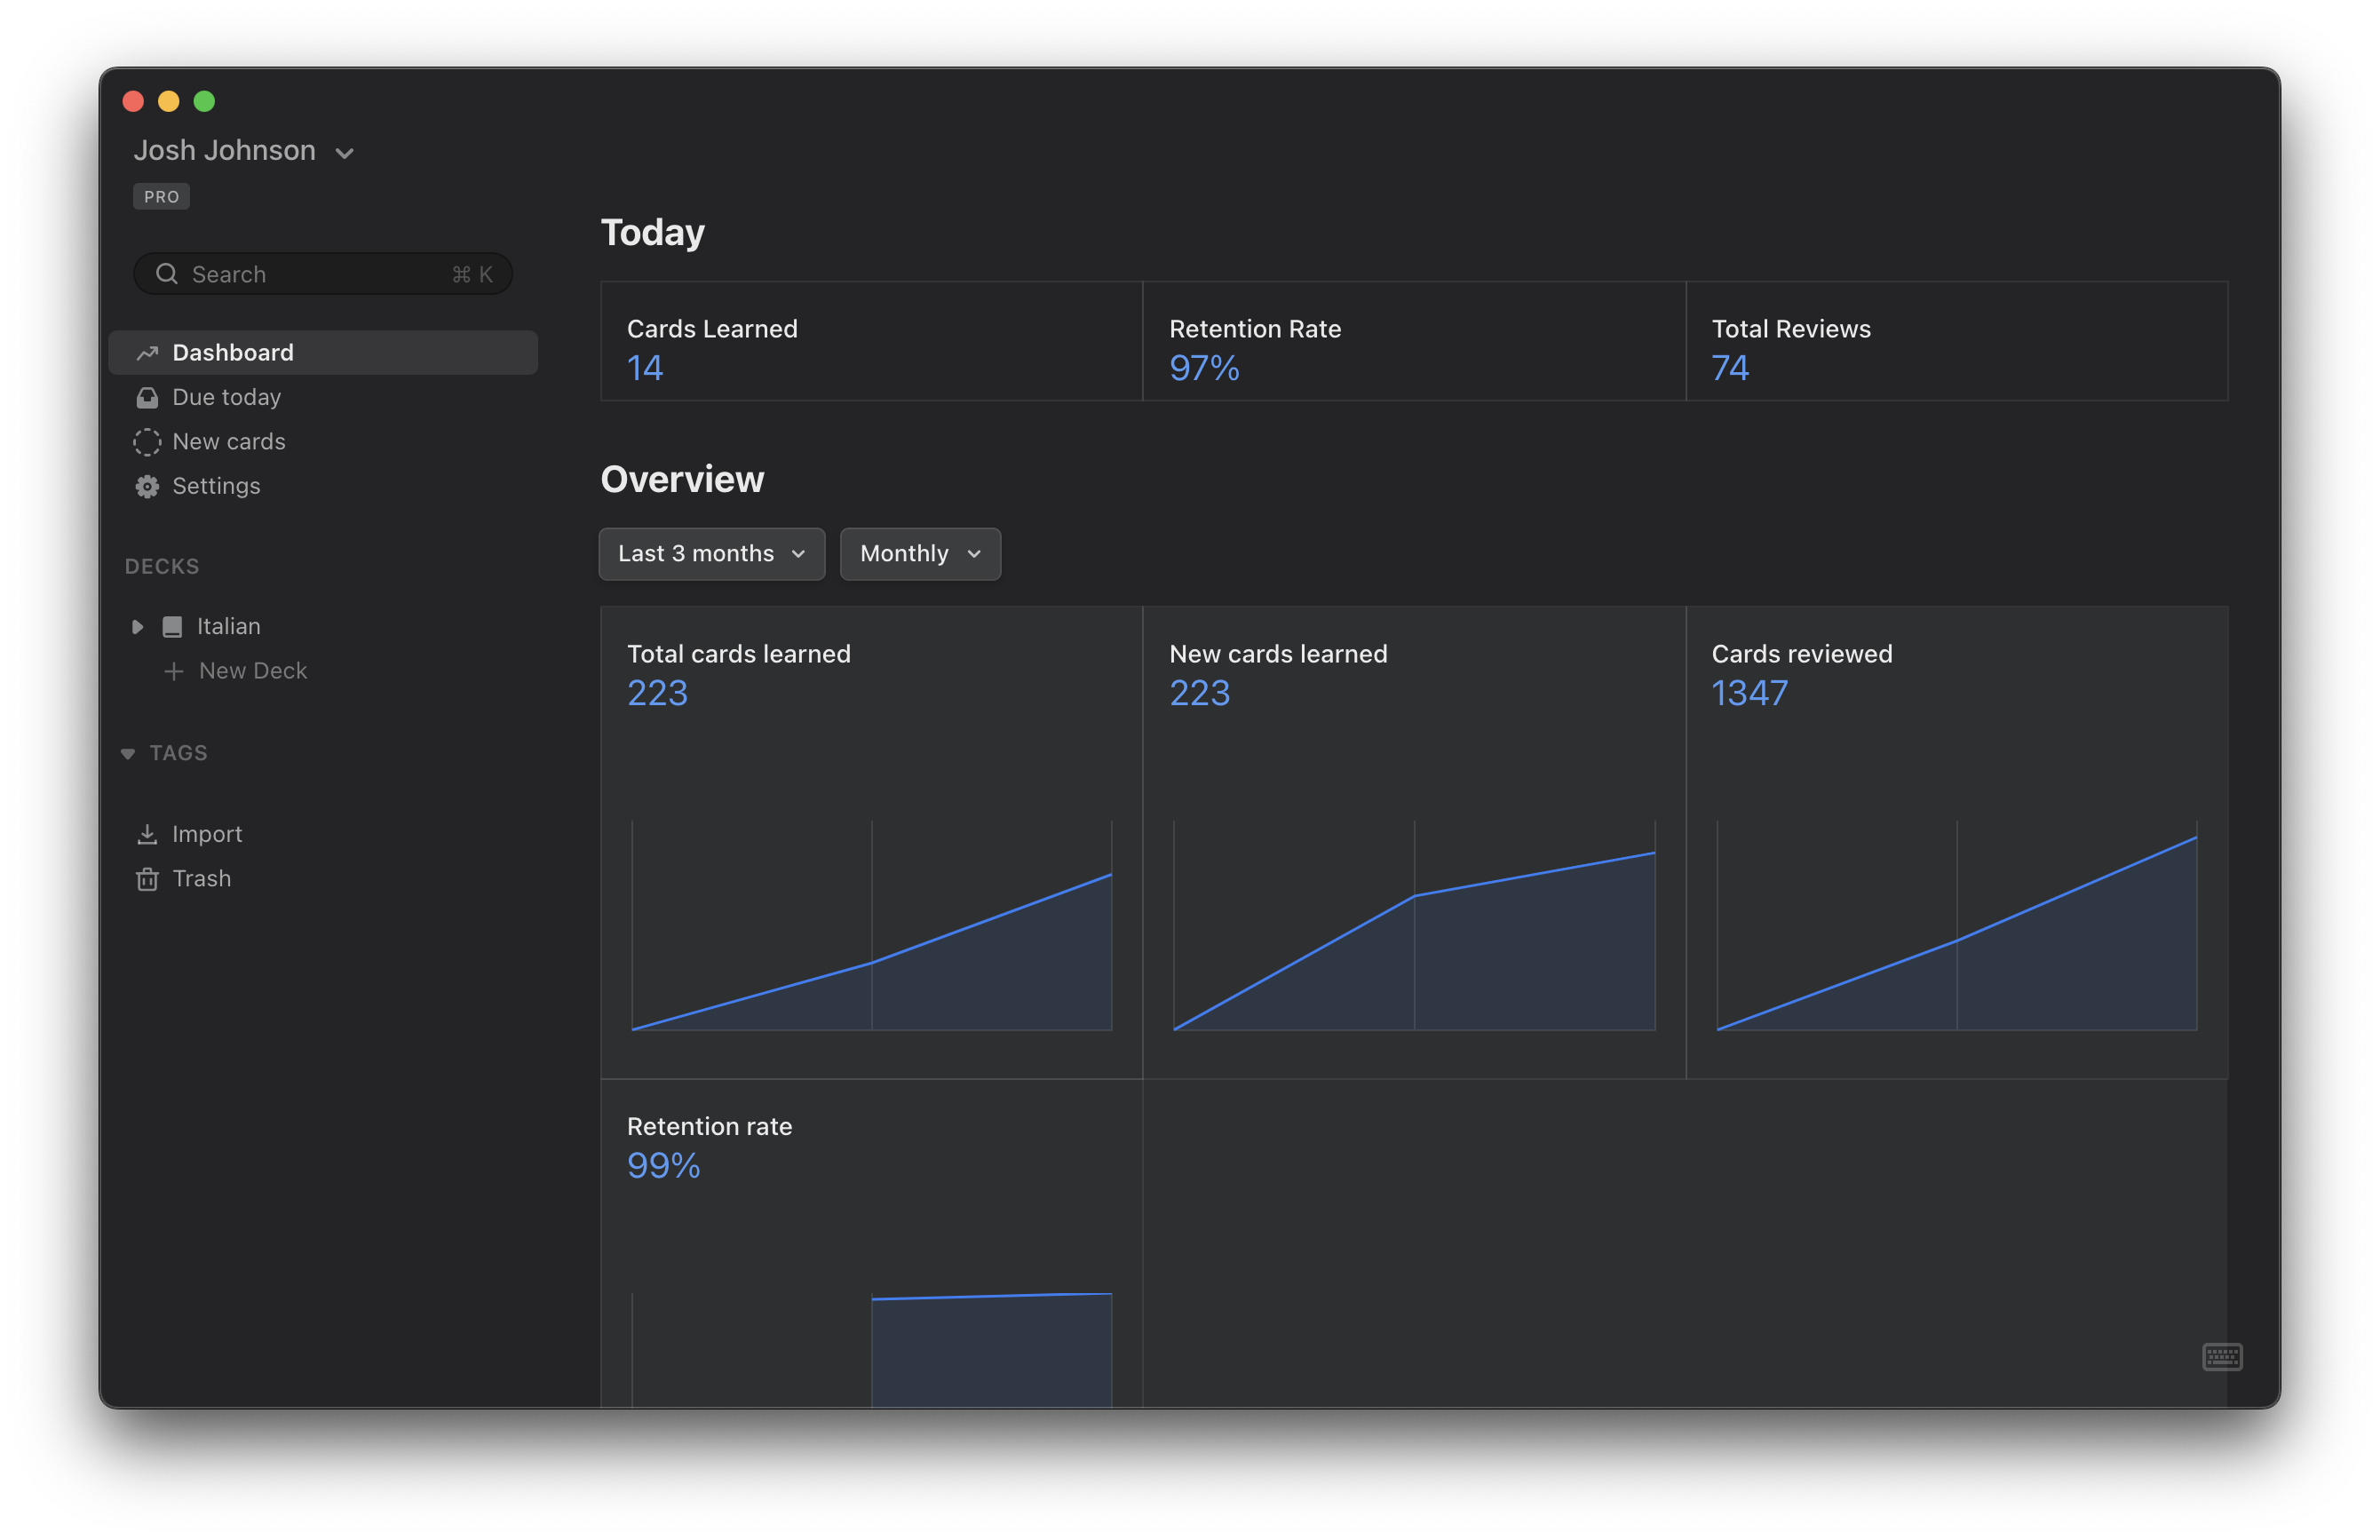 Josh Johnson
PRO
Search ⌘ K
Dashboard
Due today
New cards
Settings
DECKS
Italian
New Deck
TAGS
Import
Trash
Today
Cards Learned
14
Retention Rate
97%
Total Reviews
74
Overview
Last 3 months
Monthly
Total cards learned
223
New cards learned
223
Cards reviewed
1347
Retention rate
99%